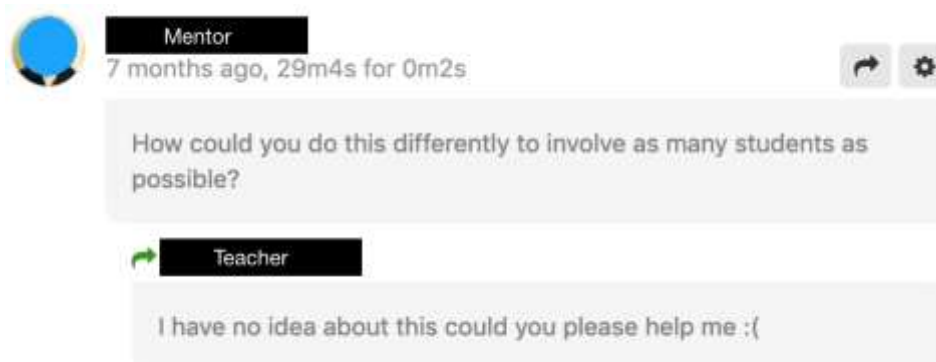 Mentor
7 months ago, 29m4s for 0m2s
How could you do this differently to involve as many students as
possible?
Teacher
I have no idea about this could you please help me :(